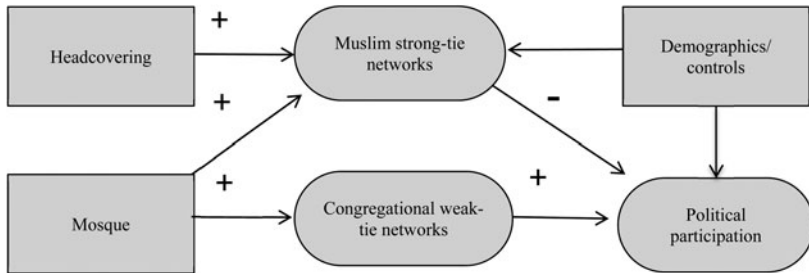 +
Headcovering
Muslim strong-tie
networks
Demographics/
controls
+
-
Mosque
+
Congregational weak-
tie networks
+
Political
participation